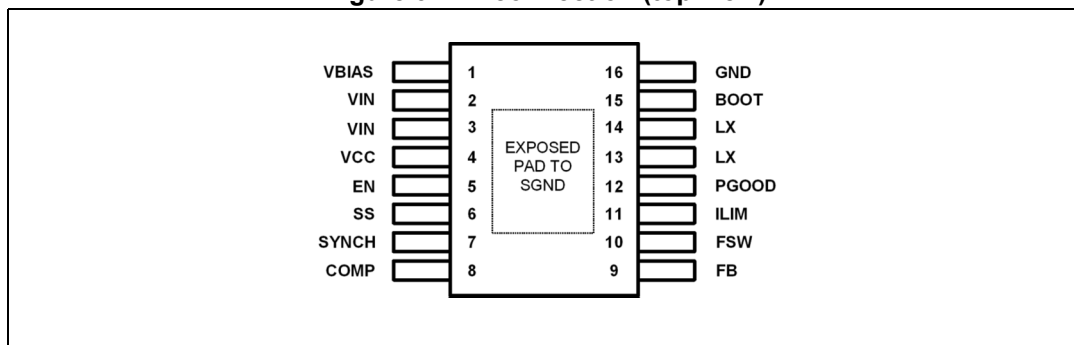 VBIAS 1 16 GND
VIN 2 15 BOOT
VIN 3 14 LX
VCC 4 13 LX
EN 5 12 PGOOD
SS 6 11 ILIM
SYNCH 7 10 FSW
COMP 8 9 FB
EXPOSED
PAD TO
SGND